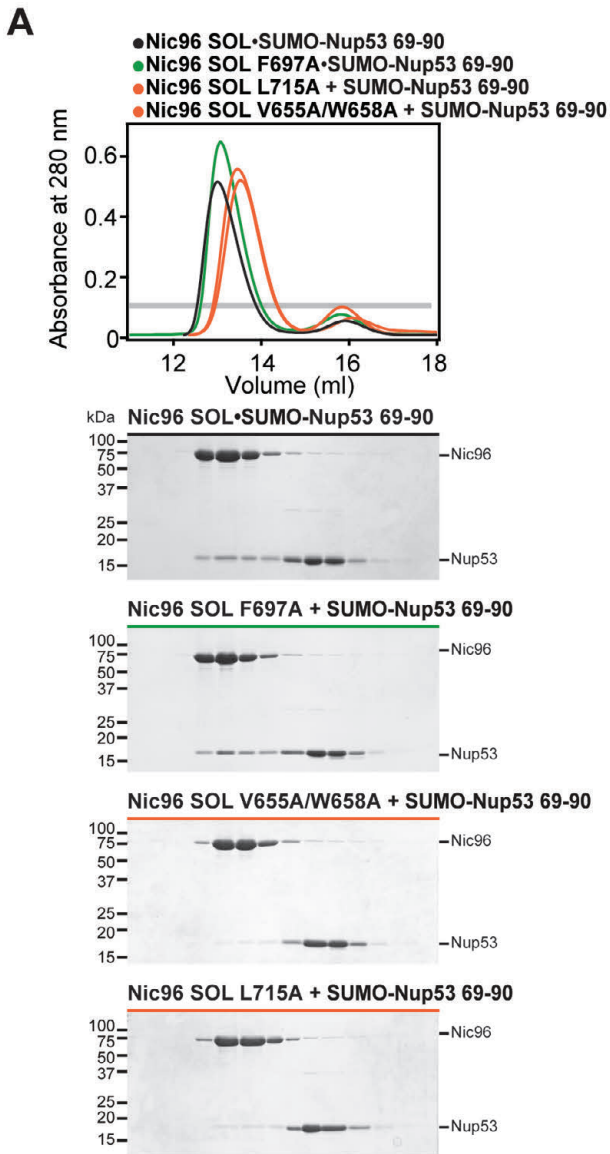 A
Nic96 SOL•SUMO-Nup53 69-90
Nic96 SOL F697A•SUMO-Nup53 69-90
Nic96 SOL L715A + SUMO-Nup53 69-90
Nic96 SOL V655A/W658A + SUMO-Nup53 69-90
Absorbance at 280 nm
0.6
0.4
0.2
0
12 14 16 18
Volume (ml)
kDa Nic96 SOL•SUMO-Nup53 69-90
100
75
50
37
25
20
15
Nic96
Nup53
Nic96 SOL F697A + SUMO-Nup53 69-90
100
75
50
37
25
20
15
Nic96
Nup53
Nic96 SOL V655A/W658A + SUMO-Nup53 69-90
100
75
50
37
25
20
15
Nic96
Nup53
Nic96 SOL L715A + SUMO-Nup53 69-90
100
75
50
37
25
20
15
Nic96
Nup53